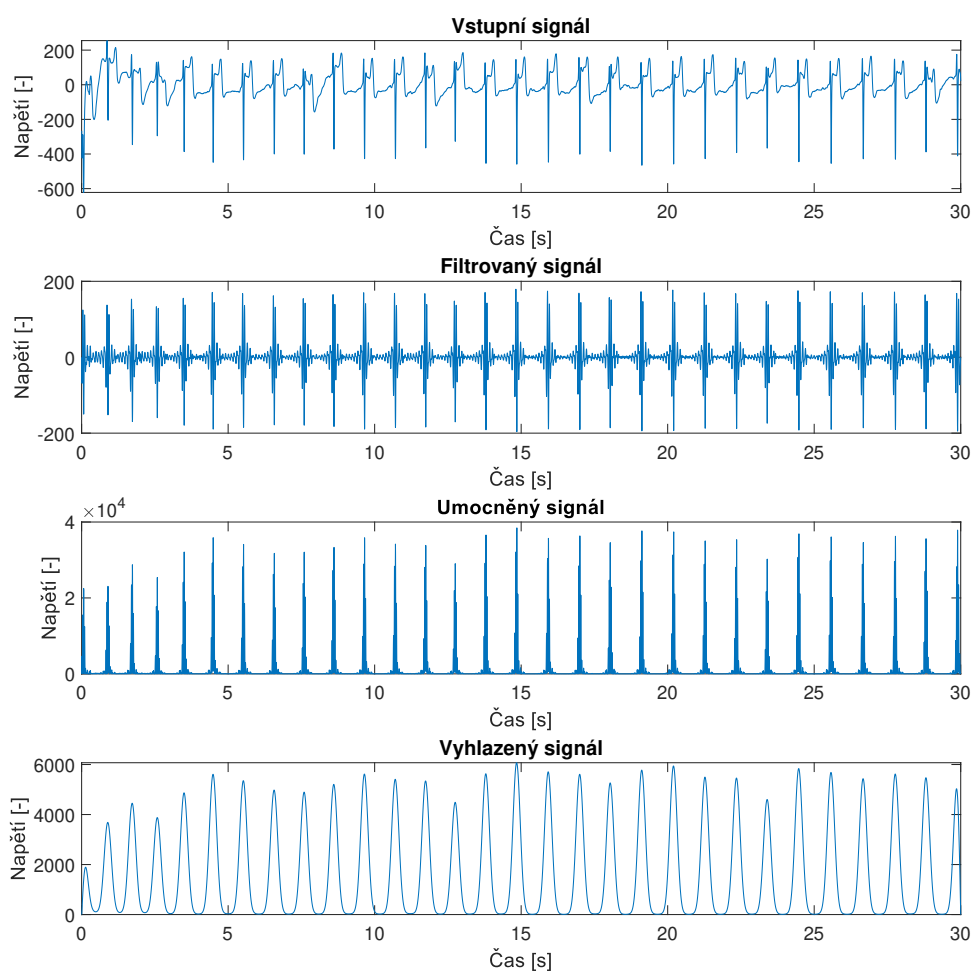 Vstupní signál
200
0
-200
-400
-600
Napětí [-]
0 5 10 15 20 25 30
Čas [s]
Filtrovaný signál
200
0
-200
Napětí [-]
0 5 10 15 20 25 30
Čas [s]
Umocněný signál
×10⁴
4
2
0
Napětí [-]
0 5 10 15 20 25 30
Čas [s]
Vyhlazený signál
6000
4000
2000
0
Napětí [-]
0 5 10 15 20 25 30
Čas [s]